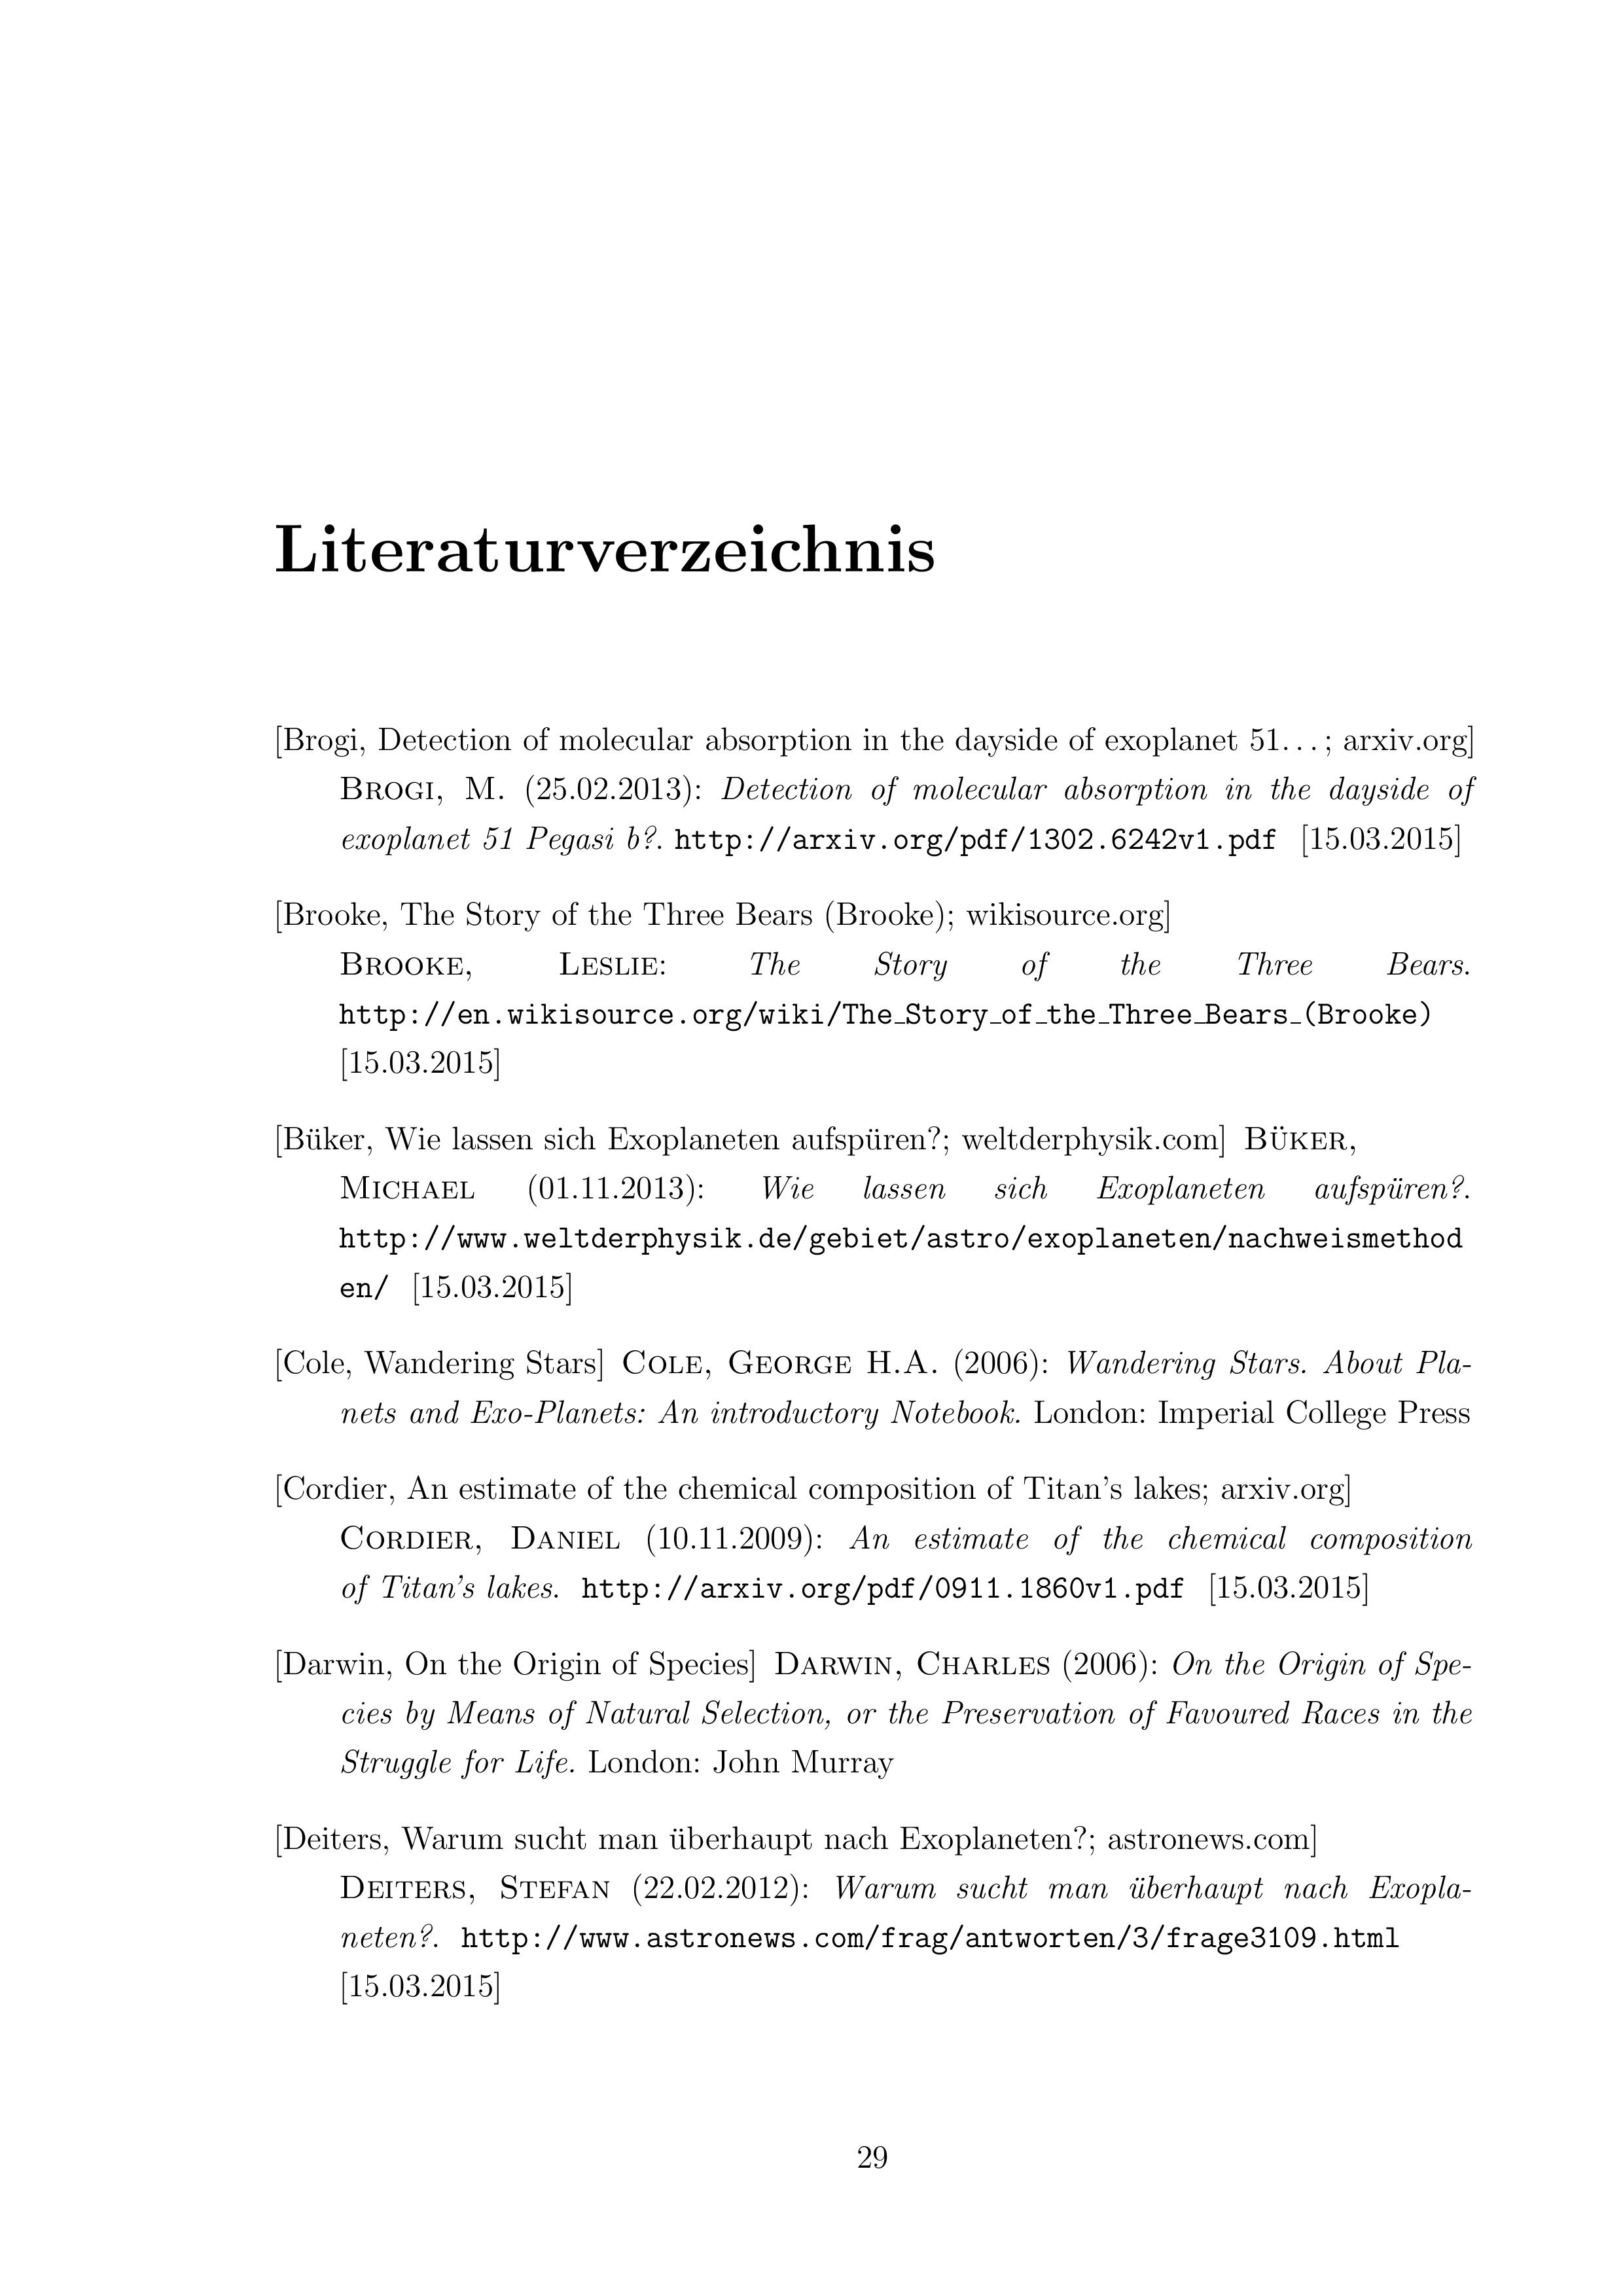 Literaturverzeichnis
[Brogi, Detection of molecular absorption in the dayside of exoplanet 51. . . ; arxiv.org]
BROGI, M. (25.02.2013): Detection of molecular absorption in the dayside of
exoplanet 51 Pegasi b?. http://arxiv.org/pdf/1302.6242v1.pdf [15.03.2015]
[Brooke, The Story of the Three Bears (Brooke); wikisource.org]
BROOKE, LESLIE: The Story of the Three Bears.
http://en.wikisource.org/wiki/The_Story_of_the_Three_Bears_(Brooke)
[15.03.2015]
[Büker, Wie lassen sich Exoplaneten aufspüren?; weltderphysik.com] BÜKER,
MICHAEL (01.11.2013): Wie lassen sich Exoplaneten aufspüren?.
http://www.weltderphysik.de/gebiet/astro/exoplaneten/nachweismethod
en/ [15.03.2015]
[Cole, Wandering Stars] COLE, GEORGE H.A. (2006): Wandering Stars. About Pla-
nets and Exo-Planets: An introductory Notebook. London: Imperial College Press
[Cordier, An estimate of the chemical composition of Titan's lakes; arxiv.org]
CORDIER, DANIEL (10.11.2009): An estimate of the chemical composition
of Titan's lakes. http://arxiv.org/pdf/0911.1860v1.pdf [15.03.2015]
[Darwin, On the Origin of Species] DARWIN, CHARLES (2006): On the Origin of Spe-
cies by Means of Natural Selection, or the Preservation of Favoured Races in the
Struggle for Life. London: John Murray
[Deiters, Warum sucht man überhaupt nach Exoplaneten?; astronews.com]
DEITERS, STEFAN (22.02.2012): Warum sucht man überhaupt nach Exopla-
neten?. http://www.astronews.com/frag/antworten/3/frage3109.html
[15.03.2015]
29